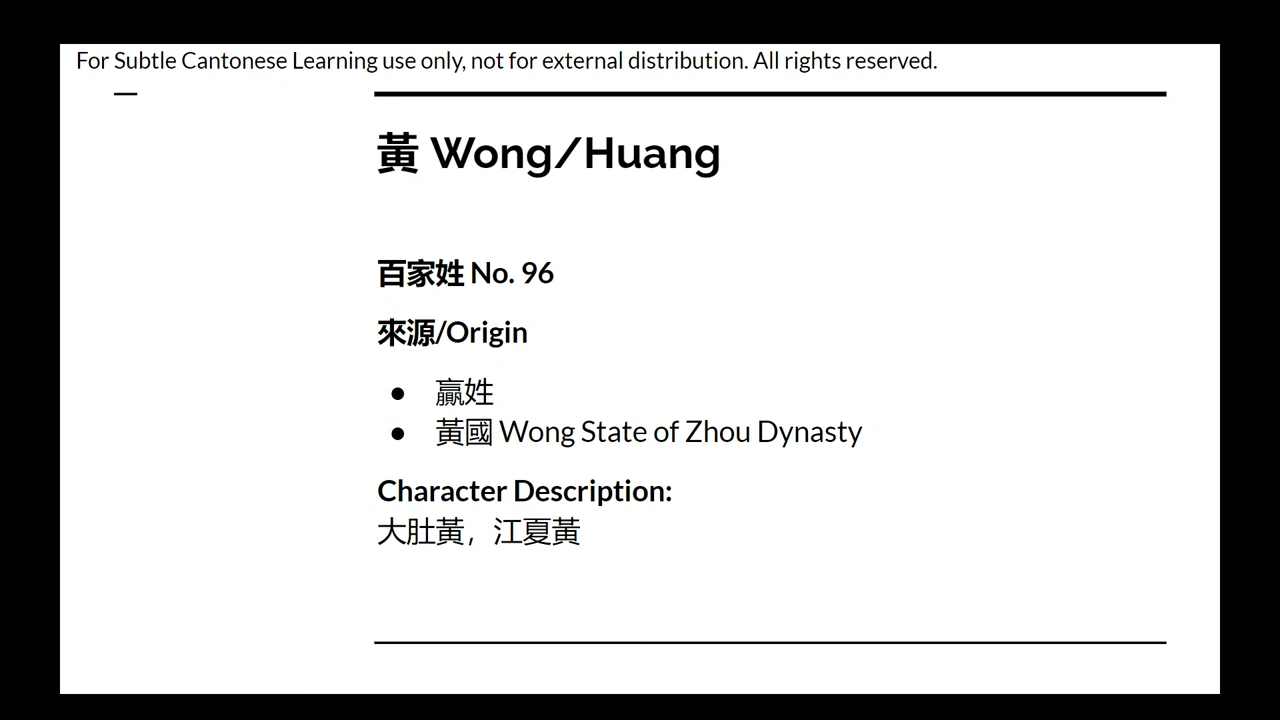 For Subtle Cantonese Learning use only, not for external distribution. All rights reserved.
黃 Wong/Huang
百家姓 No. 96
來源/Origin
● 贏姓
● 黃國 Wong State of Zhou Dynasty
Character Description:
大肚黃，江夏黃